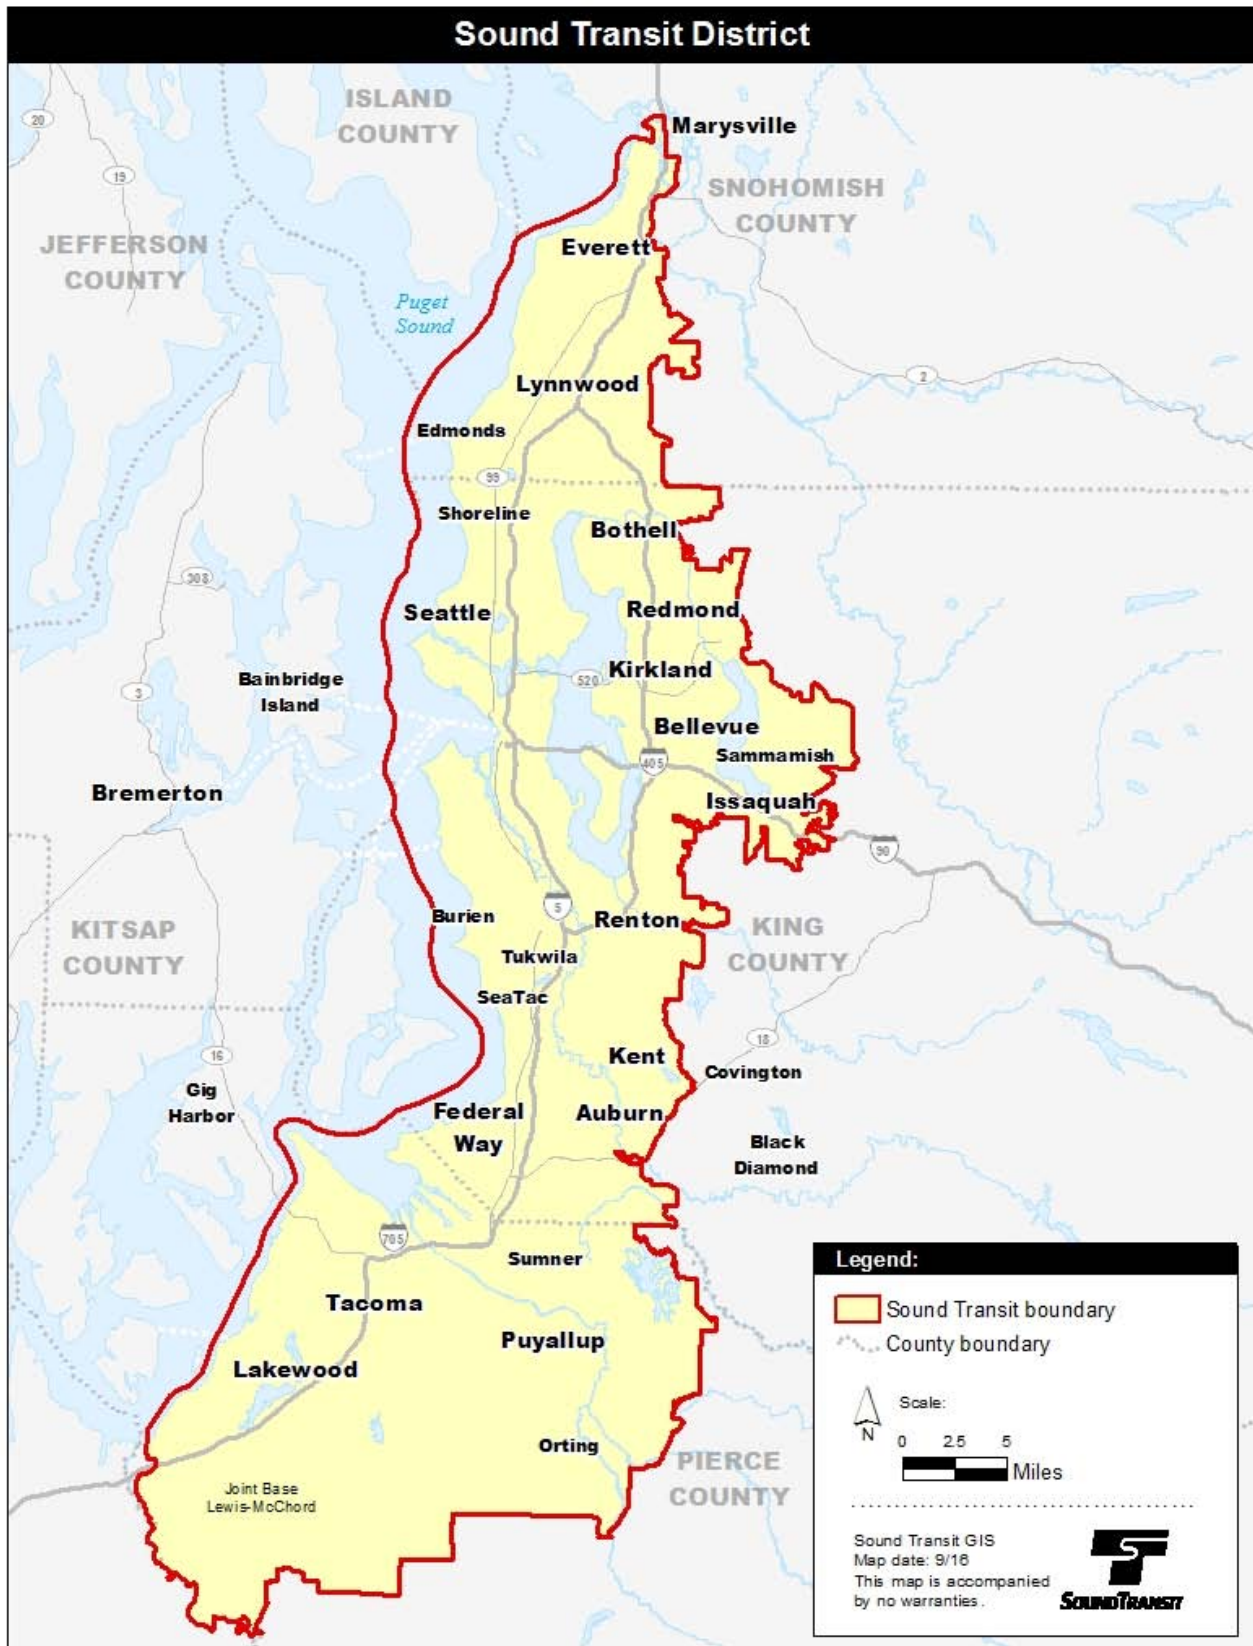 Sound Transit District
ISLAND
COUNTY
20
Marysville
19
SNOHOMISH
COUNTY
JEFFERSON
COUNTY
Everett
Puget
Sound
2
Lynnwood
Edmonds
99
Shoreline
Bothell
308
Seattle
Redmond
Kirkland
520
Bainbridge
Island
3
Bellevue
Sammamish
405
Bremerton
Issaquah
90
5
Burien
Renton
KITSAP
COUNTY
KING
COUNTY
Tukwila
SeaTac
18
16
Kent
Covington
Gig
Harbor
Federal
Way
Auburn
Black
Diamond
705
Sumner
Tacoma
Puyallup
Lakewood
Orting
PIERCE
COUNTY
Joint Base
Lewis-McChord
Legend:
Sound Transit boundary
County boundary
Scale:
N
0 2.5 5
Miles
Sound Transit GIS
Map date: 9/16
This map is accompanied
by no warranties.
ST
SOUNDTRANSIT